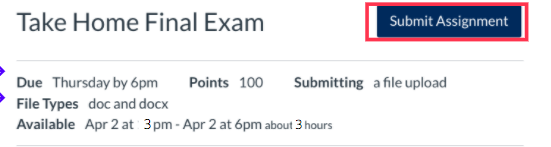 Take Home Final Exam
Submit Assignment
Due Thursday by 6pm Points 100 Submitting a file upload
File Types doc and docx
Available Apr 2 at 3pm - Apr 2 at 6pm about 3 hours